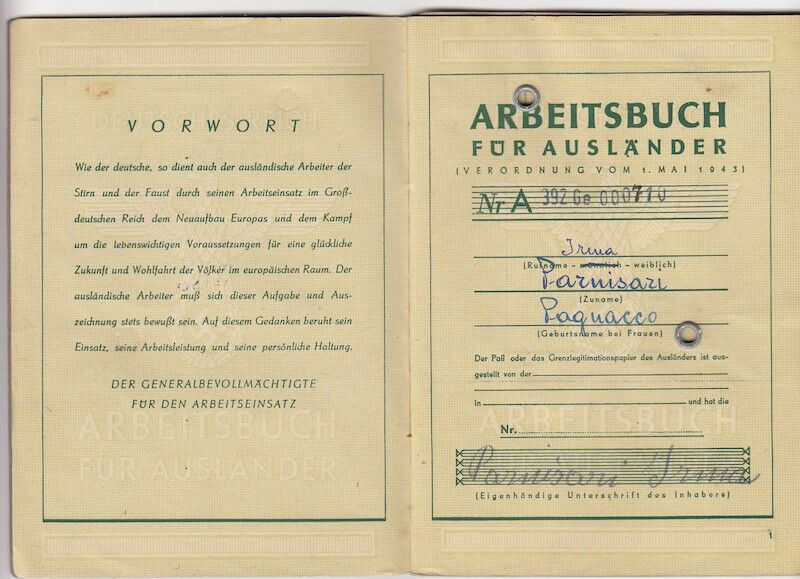 VORWORT
Wie der deutsche, so dient auch der ausländische Arbeiter der
Stirn und der Faust durch seinen Arbeitseinsatz im Groß-
deutschen Reich dem Neuaufbau Europas und dem Kampf
um die lebenswichtigen Voraussetzungen für eine glückliche
Zukunft und Wohlfahrt der Völker im europäischen Raum. Der
ausländische Arbeiter muß sich dieser Aufgabe und Aus-
zeichnung stets bewußt sein. Auf diesem Gedanken beruht sein
Einsatz, seine Arbeitsleistung und seine persönliche Haltung.
DER GENERALBEVOLLMÄCHTIGTE
FÜR DEN ARBEITSEINSATZ
ARBEITSBUCH
FÜR AUSLÄNDER
ARBEITSBUCH
FÜR AUSLÄNDER
(VERORDNUNG VOM 1. MAI 1943)
Nr A 392 Ge 000710
Irma
(Rufname - männlich - weiblich)
Parnisari
(Zuname)
Pagnacco
(Geburtsname bei Frauen)
Der Paß oder das Grenzlegitimationspapier des Ausländers ist aus-
gestellt von der
in und hat die
Nr.
ARBEITSBUCH
Parnisari Irma
(Eigenhändige Unterschrift des Inhabers)
1